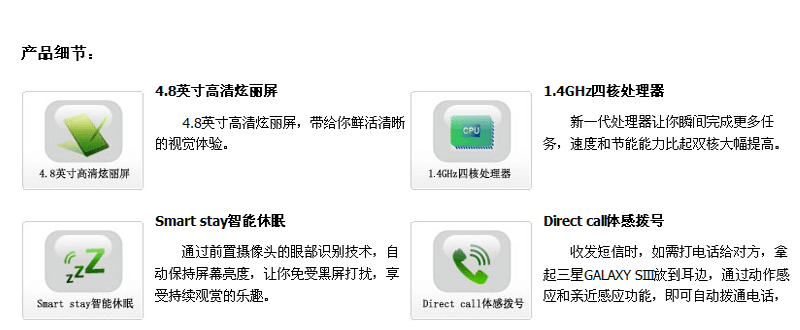 产品细节：
4.8英寸高清炫丽屏
4.8英寸高清炫丽屏，带给你鲜活清晰
的视觉体验。
4.8英寸高清炫丽屏
1.4GHz四核处理器
新一代处理器让你瞬间完成更多任
务，速度和节能能力比起双核大幅提高。
CPU
1.4GHz四核处理器
Smart stay智能休眠
通过前置摄像头的眼部识别技术，自
动保持屏幕亮度，让你免受黑屏打扰，享
受持续观赏的乐趣。
zzZ
Smart stay智能休眠
Direct call体感拨号
收发短信时，如需打电话给对方，拿
起三星GALAXY SⅢ放到耳边，通过动作感
应和亲近感应功能，即可自动拨通电话，
Direct call体感拨号